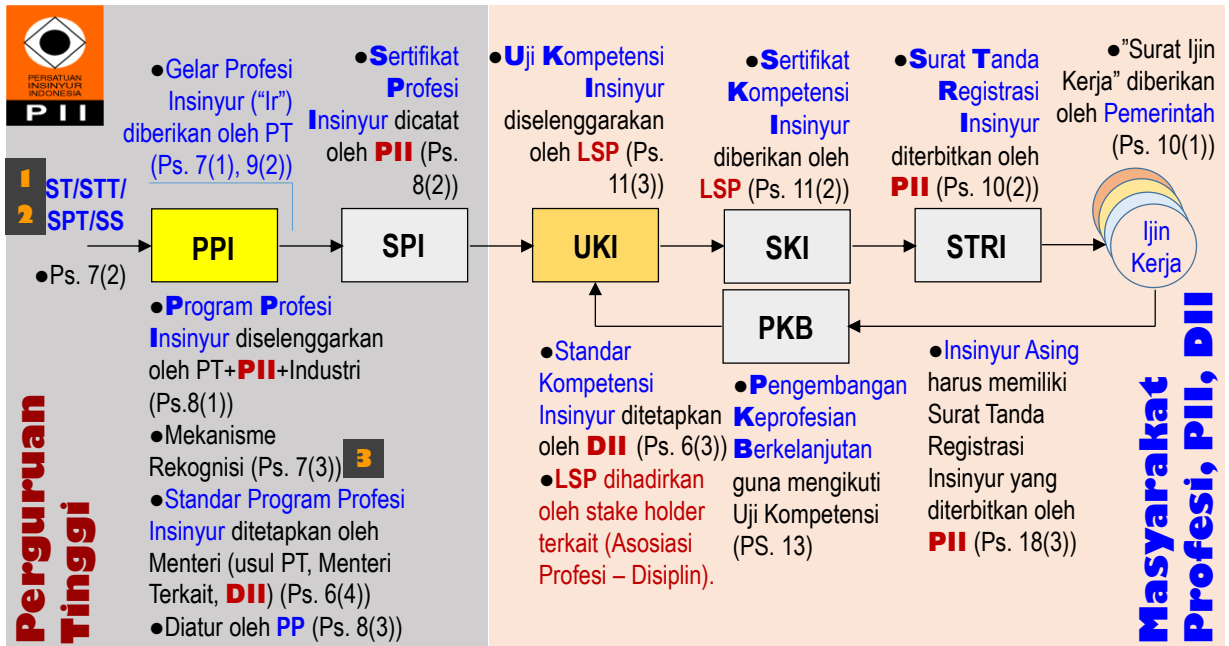 PERSATUAN
INSINYUR
INDONESIA
PII
●Gelar Profesi
Insinyur (“Ir”)
diberikan oleh PT
(Ps. 7(1), 9(2))
●Sertifikat
Profesi
Insinyur dicatat
oleh PII (Ps.
8(2))
●Uji Kompetensi
Insinyur
diselenggarakan
oleh LSP (Ps.
11(3))
●Sertifikat
Kompetensi
Insinyur
diberikan oleh
LSP (Ps. 11(2))
●Surat Tanda
Registrasi
Insinyur
diterbitkan oleh
PII (Ps. 10(2))
●”Surat Ijin
Kerja” diberikan
oleh Pemerintah
(Ps. 10(1))
1
2
ST/STT/
SPT/SS
●Ps. 7(2)
PPI
SPI
UKI
SKI
STRI
Ijin
Kerja
PKB
●Program Profesi
Insinyur diselenggarkan
oleh PT+PII+Industri
(Ps.8(1))
●Mekanisme
Rekognisi (Ps. 7(3))
3
●Standar Program Profesi
Insinyur ditetapkan oleh
Menteri (usul PT, Menteri
Terkait, DII) (Ps. 6(4))
●Diatur oleh PP (Ps. 8(3))
●Standar
Kompetensi
Insinyur ditetapkan
oleh DII (Ps. 6(3))
●LSP dihadirkan
oleh stake holder
terkait (Asosiasi
Profesi – Disiplin).
●Pengembangan
Keprofesian
Berkelanjutan
guna mengikuti
Uji Kompetensi
(PS. 13)
●Insinyur Asing
harus memiliki
Surat Tanda
Registrasi
Insinyur yang
diterbitkan oleh
PII (Ps. 18(3))
Perguruan
Tinggi
Masyarakat
Profesi, PII, DII